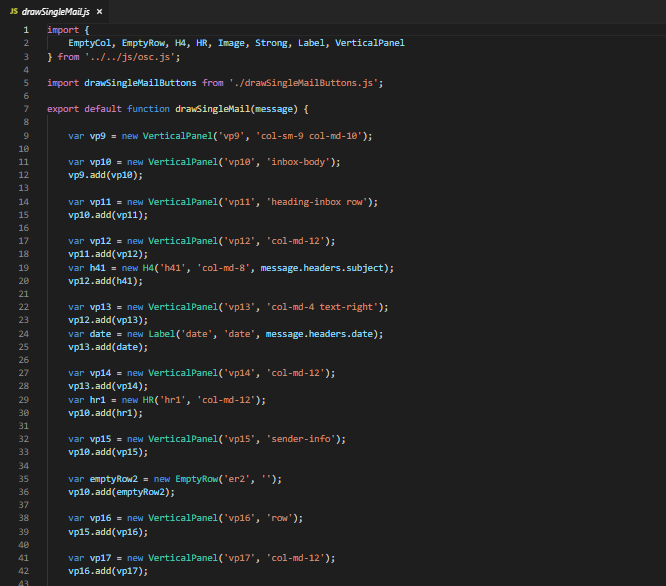 JS drawSingleMail.js ×
1 import {
2     EmptyCol, EmptyRow, H4, HR, Image, Strong, Label, VerticalPanel
3 } from '../../js/osc.js';
4
5 import drawSingleMailButtons from './drawSingleMailButtons.js';
6
7 export default function drawSingleMail(message) {
8
9     var vp9 = new VerticalPanel('vp9', 'col-sm-9 col-md-10');
10
11     var vp10 = new VerticalPanel('vp10', 'inbox-body');
12     vp9.add(vp10);
13
14     var vp11 = new VerticalPanel('vp11', 'heading-inbox row');
15     vp10.add(vp11);
16
17     var vp12 = new VerticalPanel('vp12', 'col-md-12');
18     vp11.add(vp12);
19     var h41 = new H4('h41', 'col-md-8', message.headers.subject);
20     vp12.add(h41);
21
22     var vp13 = new VerticalPanel('vp13', 'col-md-4 text-right');
23     vp12.add(vp13);
24     var date = new Label('date', 'date', message.headers.date);
25     vp13.add(date);
26
27     var vp14 = new VerticalPanel('vp14', 'col-md-12');
28     vp13.add(vp14);
29     var hr1 = new HR('hr1', 'col-md-12');
30     vp10.add(hr1);
31
32     var vp15 = new VerticalPanel('vp15', 'sender-info');
33     vp10.add(vp15);
34
35     var emptyRow2 = new EmptyRow('er2', '');
36     vp10.add(emptyRow2);
37
38     var vp16 = new VerticalPanel('vp16', 'row');
39     vp15.add(vp16);
40
41     var vp17 = new VerticalPanel('vp17', 'col-md-12');
42     vp16.add(vp17);
43